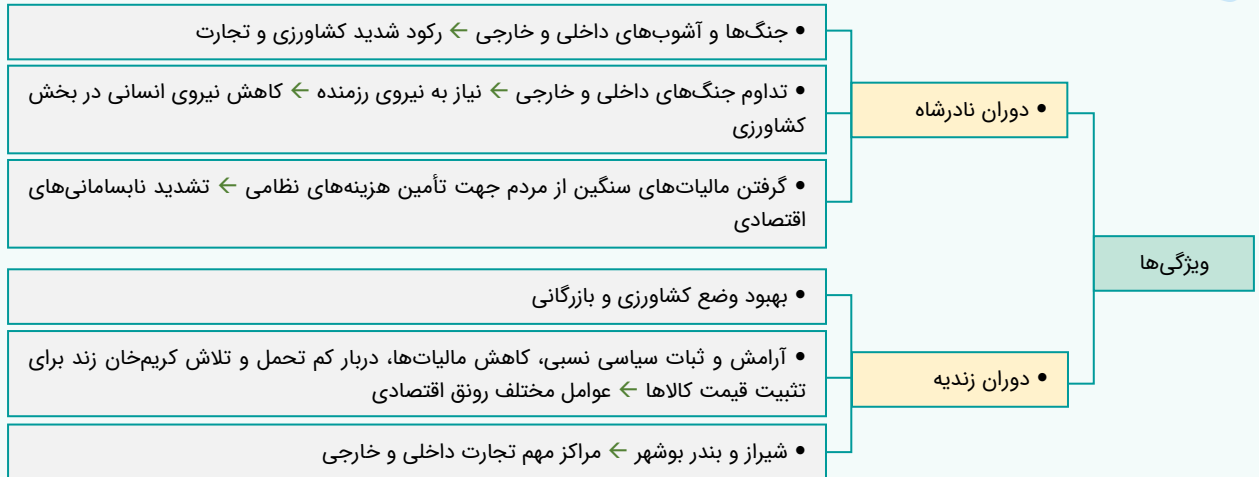 ویژگی‌ها
• دوران نادرشاه
• جنگ‌ها و آشوب‌های داخلی و خارجی ← رکود شدید کشاورزی و تجارت
• تداوم جنگ‌های داخلی و خارجی ← نیاز به نیروی رزمنده ← کاهش نیروی انسانی در بخش
کشاورزی
• گرفتن مالیات‌های سنگین از مردم جهت تأمین هزینه‌های نظامی ← تشدید نابسامانی‌های
اقتصادی
• دوران زندیه
• بهبود وضع کشاورزی و بازرگانی
• آرامش و ثبات سیاسی نسبی، کاهش مالیات‌ها، دربار کم تحمل و تلاش کریم‌خان زند برای
تثبیت قیمت کالاها ← عوامل مختلف رونق اقتصادی
• شیراز و بندر بوشهر ← مراکز مهم تجارت داخلی و خارجی